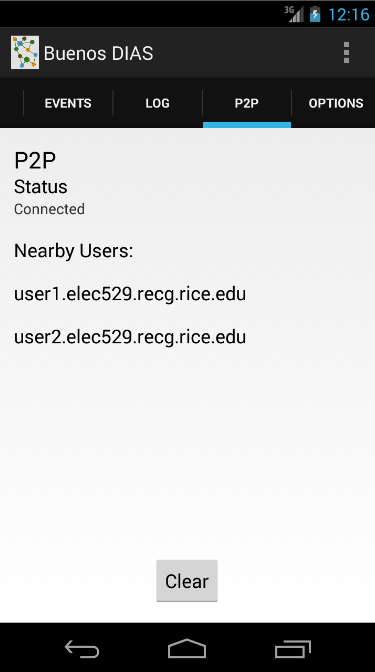 3G 12:16
Buenos DIAS
EVENTS LOG P2P OPTIONS
P2P
Status
Connected
Nearby Users:
user1.elec529.recg.rice.edu
user2.elec529.recg.rice.edu
Clear